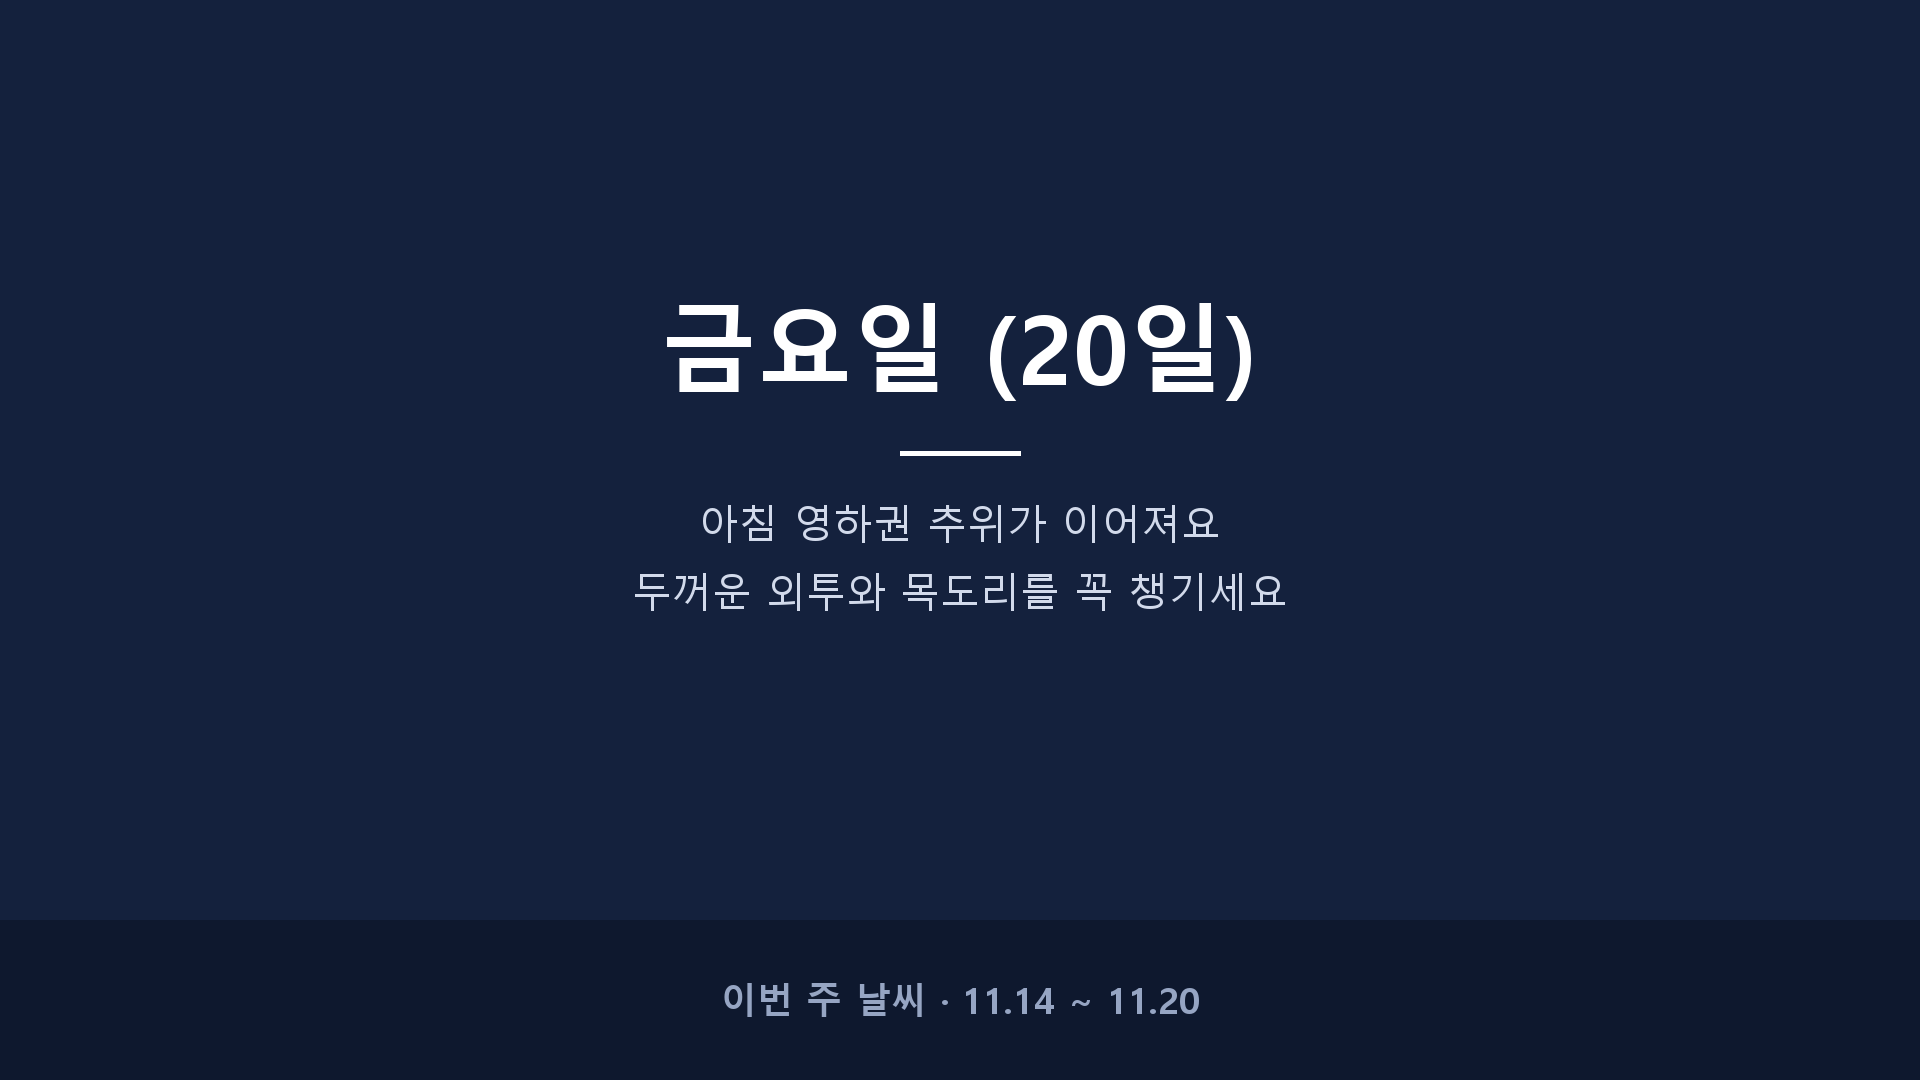 금요일 (20일)
아침 영하권 추위가 이어져요
두꺼운 외투와 목도리를 꼭 챙기세요
이번 주 날씨 · 11.14 ~ 11.20